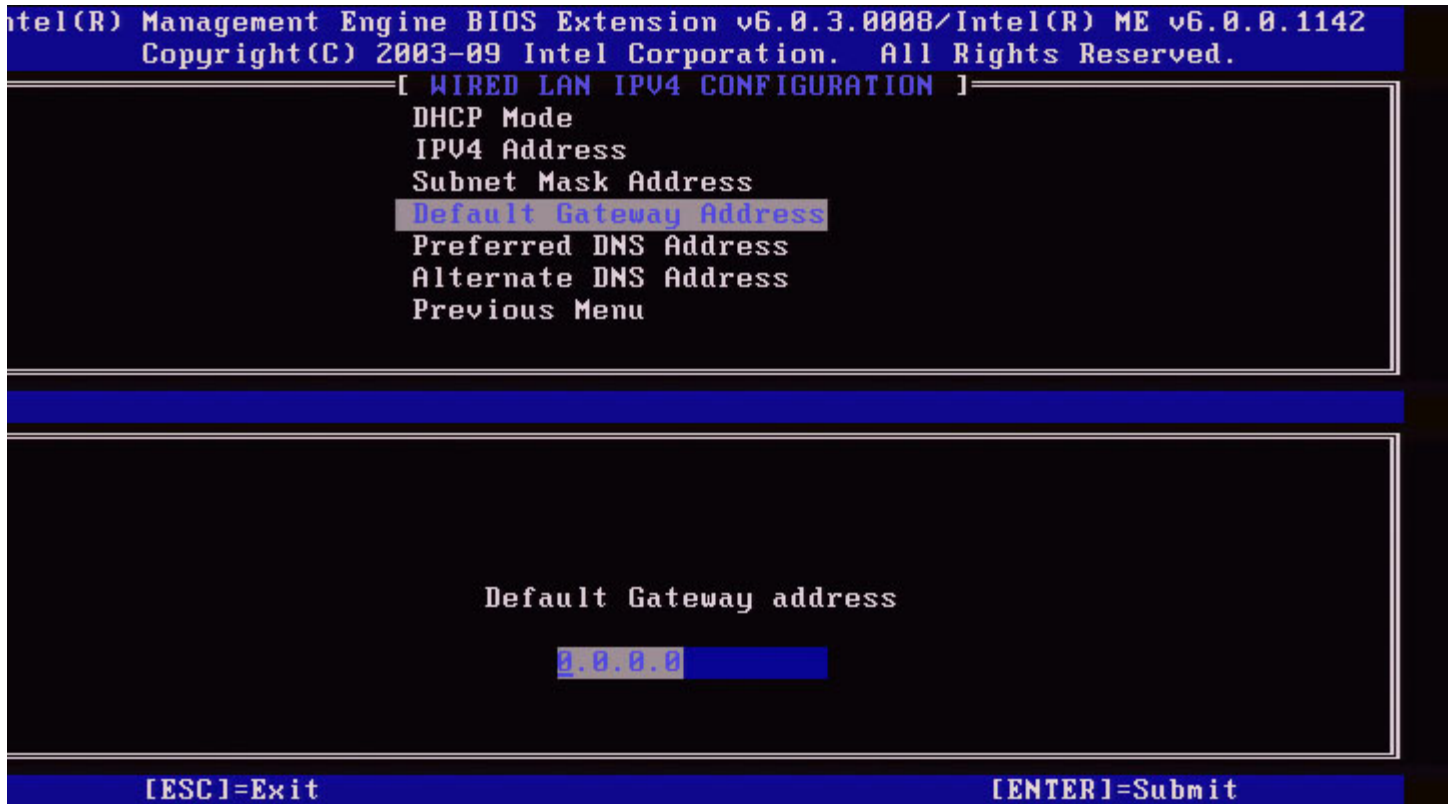 ntel(R) Management Engine BIOS Extension v6.0.3.0008/Intel(R) ME v6.0.0.1142
Copyright(C) 2003-09 Intel Corporation. All Rights Reserved.
[ WIRED LAN IPV4 CONFIGURATION ]
DHCP Mode
IPV4 Address
Subnet Mask Address
Default Gateway Address
Preferred DNS Address
Alternate DNS Address
Previous Menu
Default Gateway address
0.0.0.0
[ESC]=Exit [ENTER]=Submit